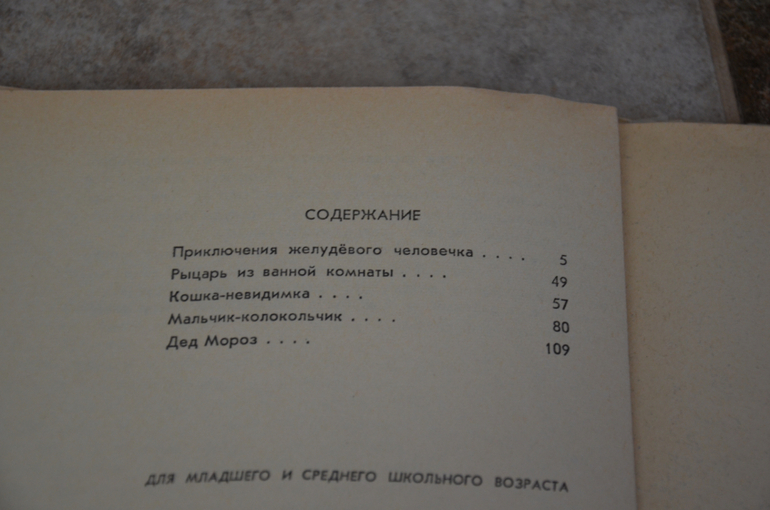 СОДЕРЖАНИЕ
Приключения желудёвого человечка . . . . 5
Рыцарь из ванной комнаты . . . . 49
Кошка-невидимка . . . . 57
Мальчик-колокольчик . . . . 80
Дед Мороз . . . . 109
ДЛЯ МЛАДШЕГО И СРЕДНЕГО ШКОЛЬНОГО ВОЗРАСТА